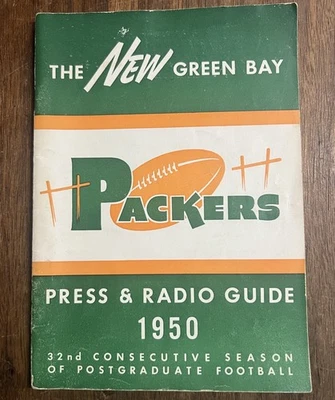 THE NEW GREEN BAY
PACKERS
PRESS & RADIO GUIDE
1950
32nd CONSECUTIVE SEASON
OF POSTGRADUATE FOOTBALL